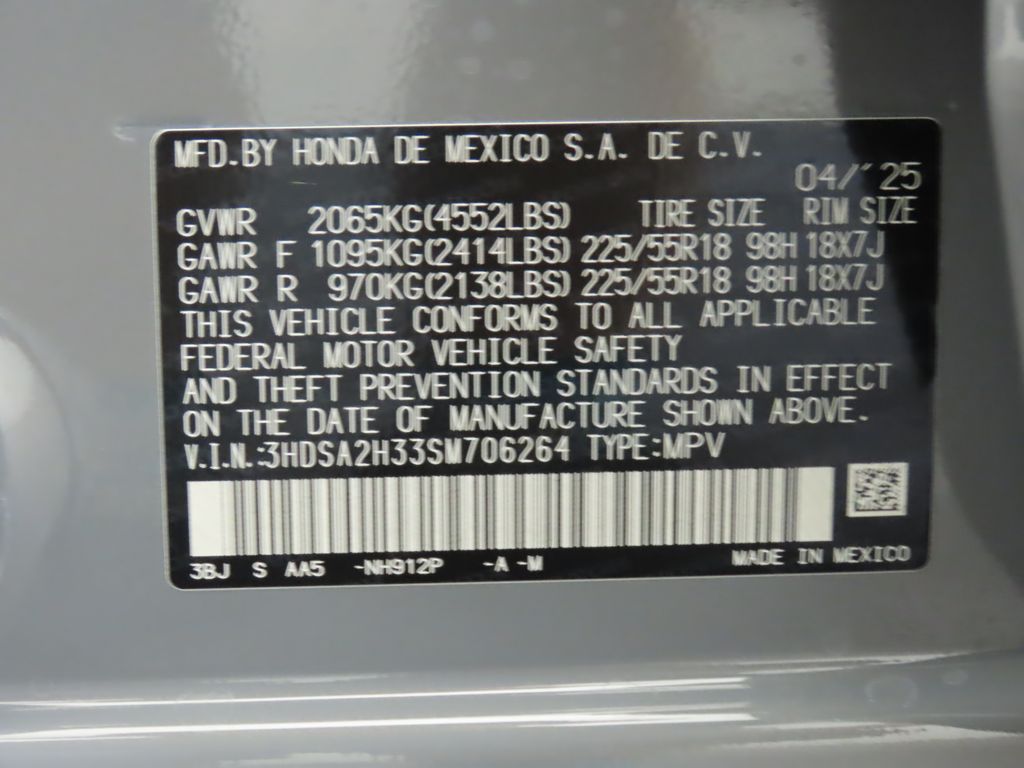 MFD.BY HONDA DE MEXICO S.A. DE C.V.
04/'25
GVWR 2065KG(4552LBS) TIRE SIZE RIM SIZE
GAWR F 1095KG(2414LBS) 225/55R18 98H 18X7J
GAWR R 970KG(2138LBS) 225/55R18 98H 18X7J
THIS VEHICLE CONFORMS TO ALL APPLICABLE
FEDERAL MOTOR VEHICLE SAFETY
AND THEFT PREVENTION STANDARDS IN EFFECT
ON THE DATE OF MANUFACTURE SHOWN ABOVE.
V.I.N.:3HDSA2H33SM706264 TYPE:MPV
3BJ S AA5 -NH912P -A -M MADE IN MEXICO